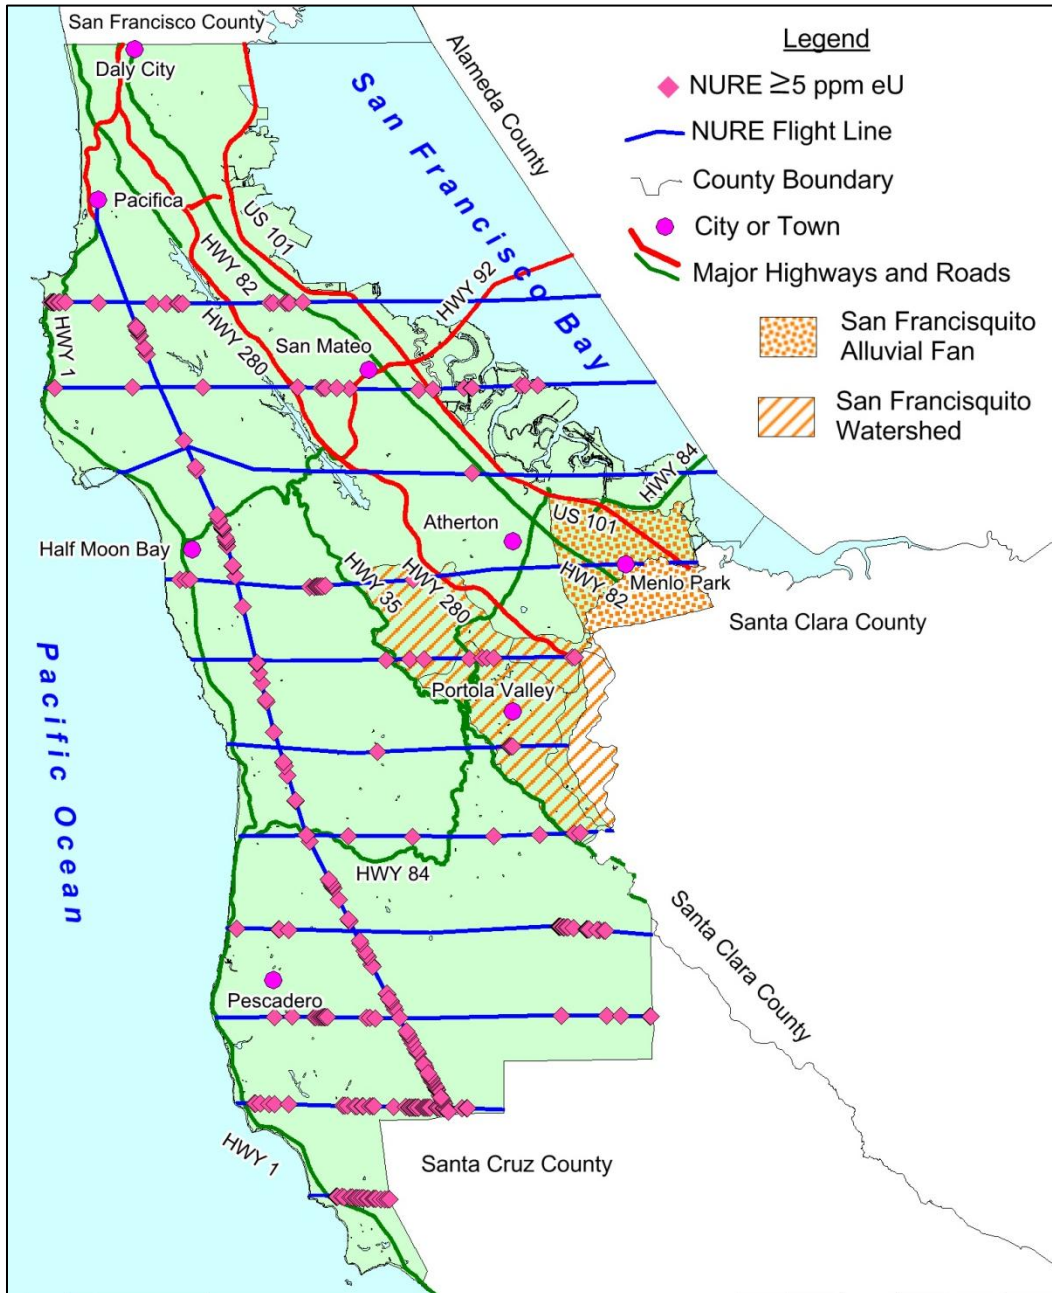 San Francisco County
Daly City
Alameda County
San Francisco Bay
Legend
NURE ≥5 ppm eU
NURE Flight Line
County Boundary
City or Town
Major Highways and Roads
San Francisquito
Alluvial Fan
San Francisquito
Watershed
Pacifica
US 101
HWY 82
HWY 92
HWY 1
HWY 280
San Mateo
HWY 84
US 101
Atherton
Half Moon Bay
HWY 35
HWY 280
HWY 82
Menlo Park
Santa Clara County
Pacific Ocean
Portola Valley
HWY 84
Santa Clara County
Pescadero
HWY 1
Santa Cruz County